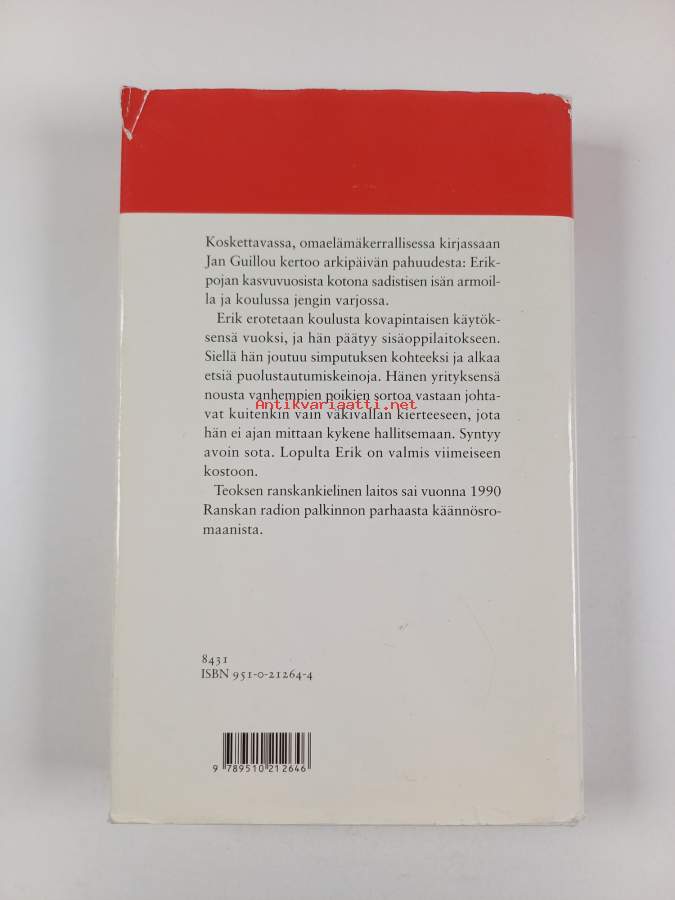 Koskettavassa, omaelämäkerrallisessa kirjassaan
Jan Guillou kertoo arkipäivän pahuudesta: Erik-
pojan kasvuvuosista kotona sadistisen isän armoil-
la ja koulussa jengin varjossa.
Erik erotetaan koulusta kovapintaisen käytök-
sensä vuoksi, ja hän päätyy sisäoppilaitokseen.
Siellä hän joutuu simputuksen kohteeksi ja alkaa
etsiä puolustautumiskeinoja. Hänen yrityksensä
nousta vanhempien poikien sortoa vastaan johta-
Antikvariaatti.net
vat kuitenkin vain väkivallan kierteeseen, jota
hän ei ajan mittaan kykene hallitsemaan. Syntyy
avoin sota. Lopulta Erik on valmis viimeiseen
kostoon.
Teoksen ranskankielinen laitos sai vuonna 1990
Ranskan radion palkinnon parhaasta käännösro-
maanista.
8431
ISBN 951-0-21264-4
9 789510 212646